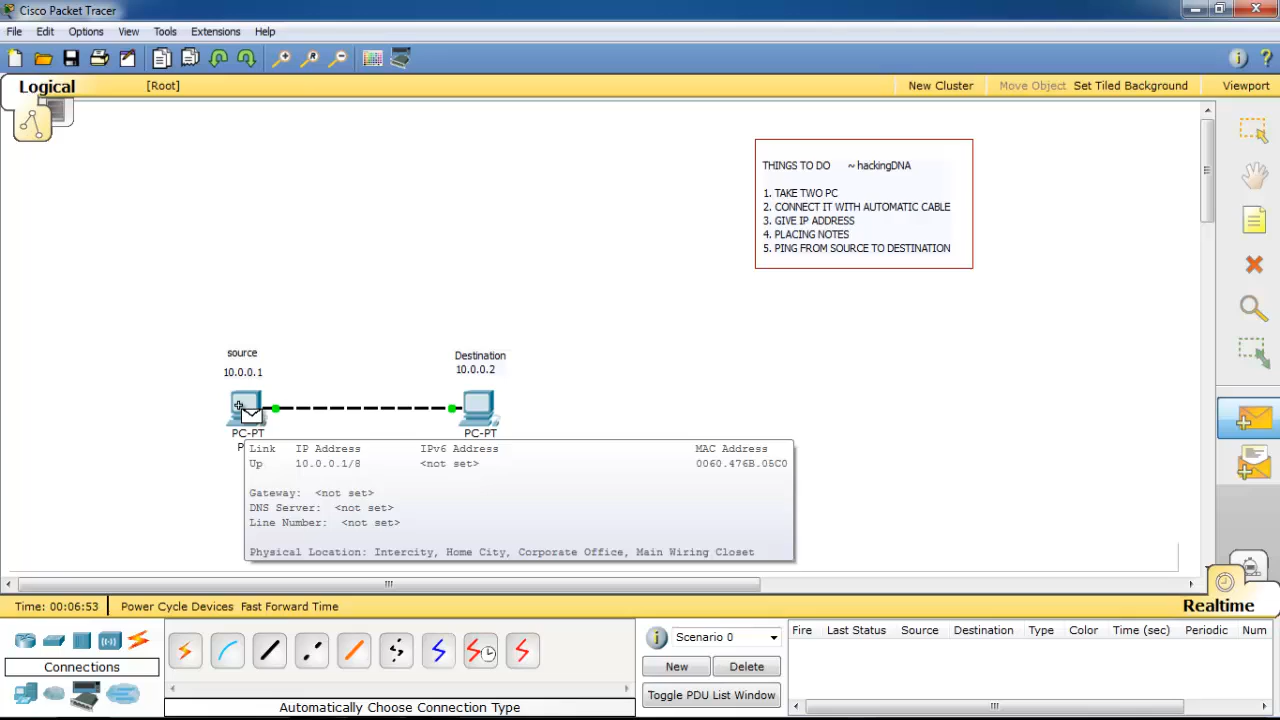 Cisco Packet Tracer
File Edit Options View Tools Extensions Help
Logical [Root] New Cluster Move Object Set Tiled Background Viewport
THINGS TO DO ~ hackingDNA
1. TAKE TWO PC
2. CONNECT IT WITH AUTOMATIC CABLE
3. GIVE IP ADDRESS
4. PLACING NOTES
5. PING FROM SOURCE TO DESTINATION
source
10.0.0.1
Destination
10.0.0.2
PC-PT
PC-PT
Link IP Address IPv6 Address MAC Address
Up 10.0.0.1/8 <not set> 0060.476B.05C0
Gateway: <not set>
DNS Server: <not set>
Line Number: <not set>
Physical Location: Intercity, Home City, Corporate Office, Main Wiring Closet
Time: 00:06:53 Power Cycle Devices Fast Forward Time Realtime
Connections
Automatically Choose Connection Type
Scenario 0
New Delete
Toggle PDU List Window
Fire Last Status Source Destination Type Color Time (sec) Periodic Num